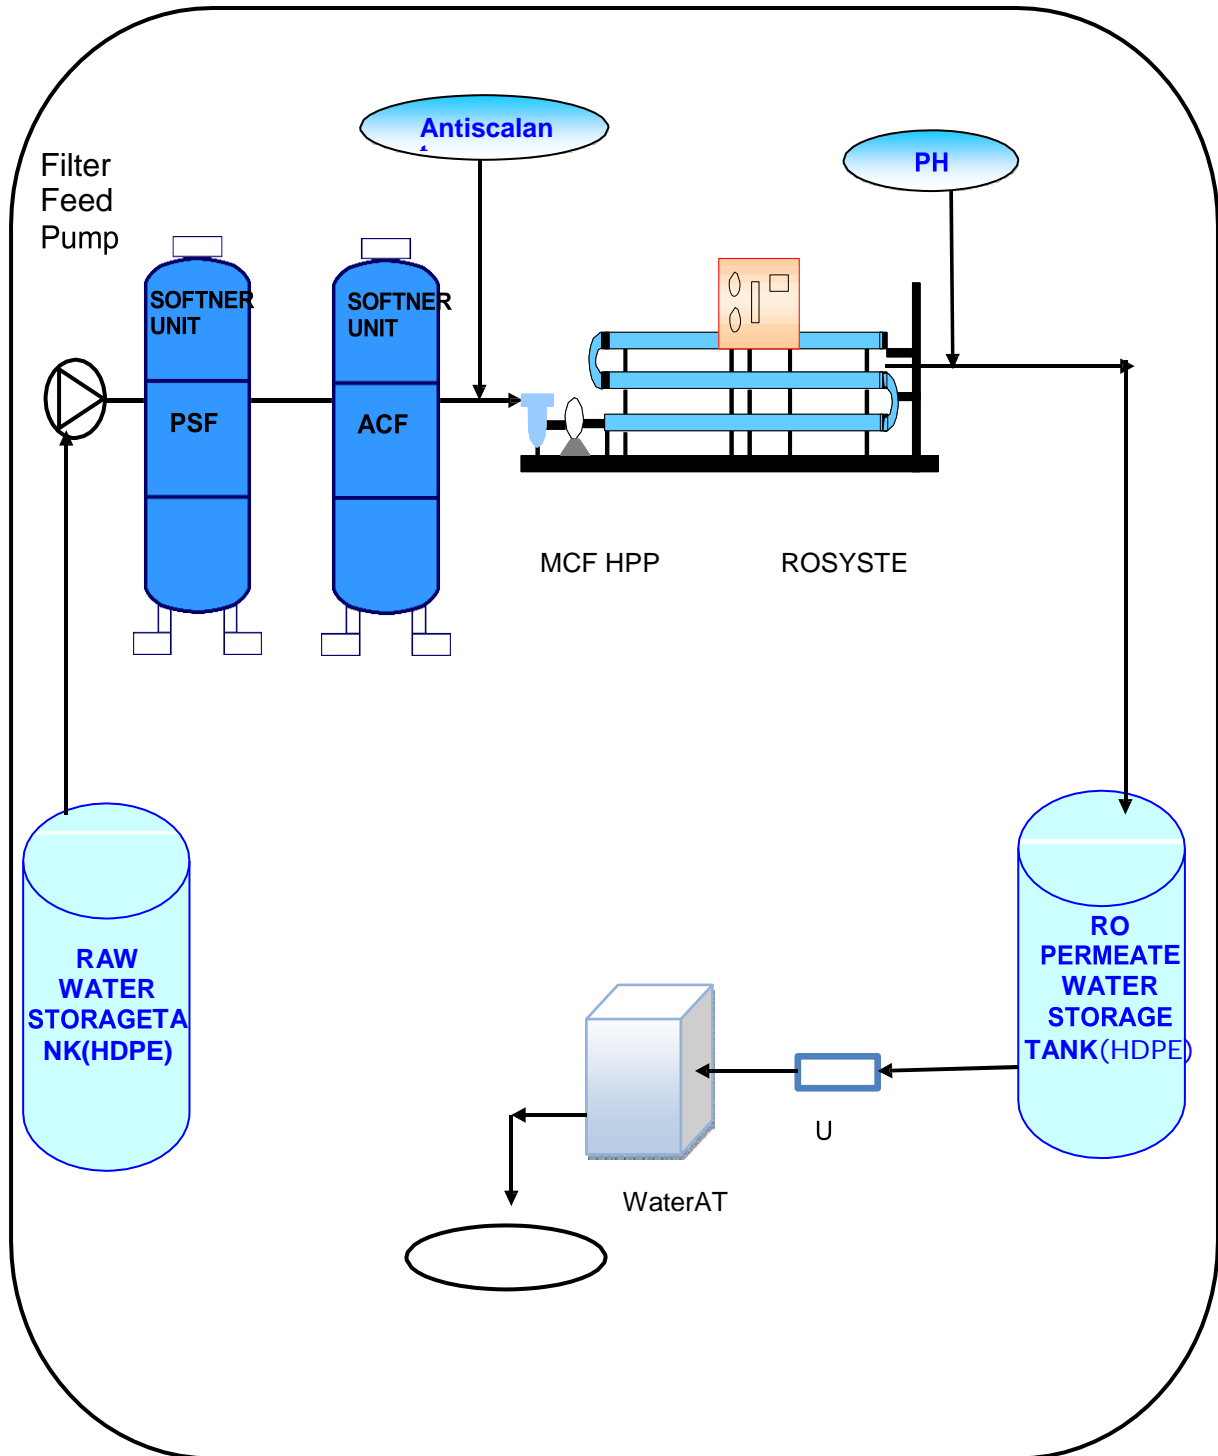 Antiscalan
PH
Filter
Feed
Pump
SOFTNER
UNIT
PSF
SOFTNER
UNIT
ACF
MCF HPP
ROSYSTE
RAW
WATER
STORAGETA
NK(HDPE)
RO
PERMEATE
WATER
STORAGE
TANK(HDPE)
U
WaterAT